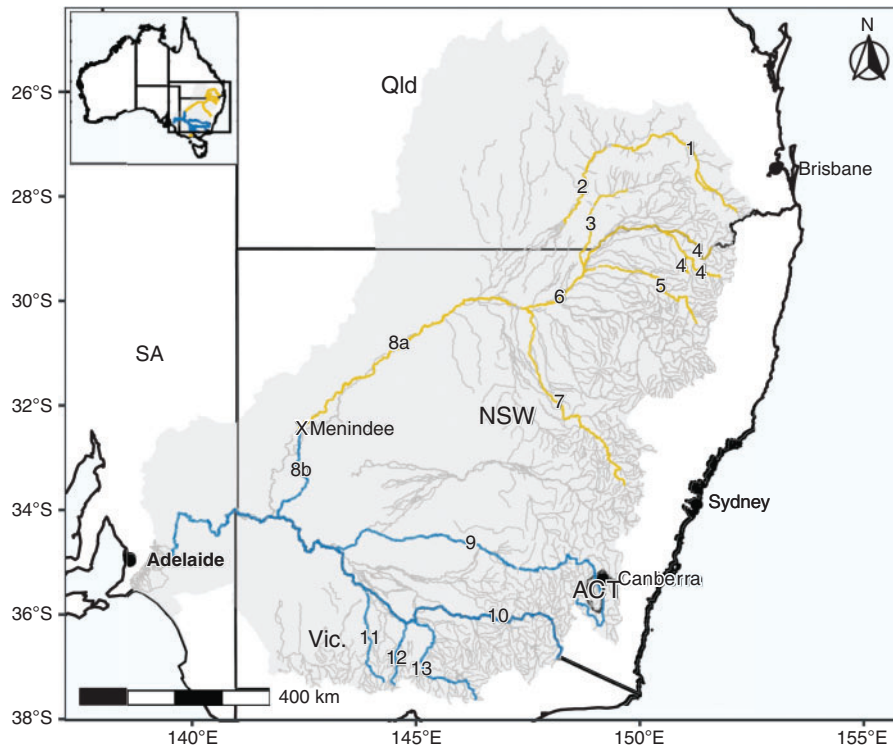 N
26°S
Qld
1
Brisbane
28°S
2
3
4
4
4
5
30°S
6
8a
SA
7
32°S
NSW
XMenindee
8b
34°S
Sydney
9
Adelaide
Canberra
ACT
36°S
10
Vic.
11
12
13
400 km
38°S
140°E
145°E
150°E
155°E